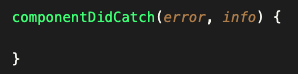 componentDidCatch(error, info) {
}